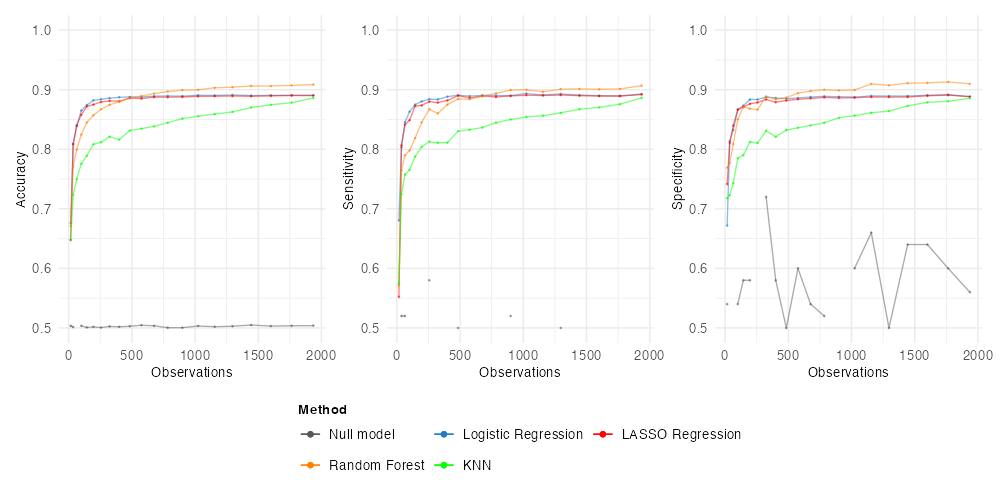 Accuracy
1.0
0.9
0.8
0.7
0.6
0.5
0 500 1000 1500 2000
Observations
Sensitivity
1.0
0.9
0.8
0.7
0.6
0.5
0 500 1000 1500 2000
Observations
Specificity
1.0
0.9
0.8
0.7
0.6
0.5
0 500 1000 1500 2000
Observations
Method
Null model Logistic Regression LASSO Regression
Random Forest KNN